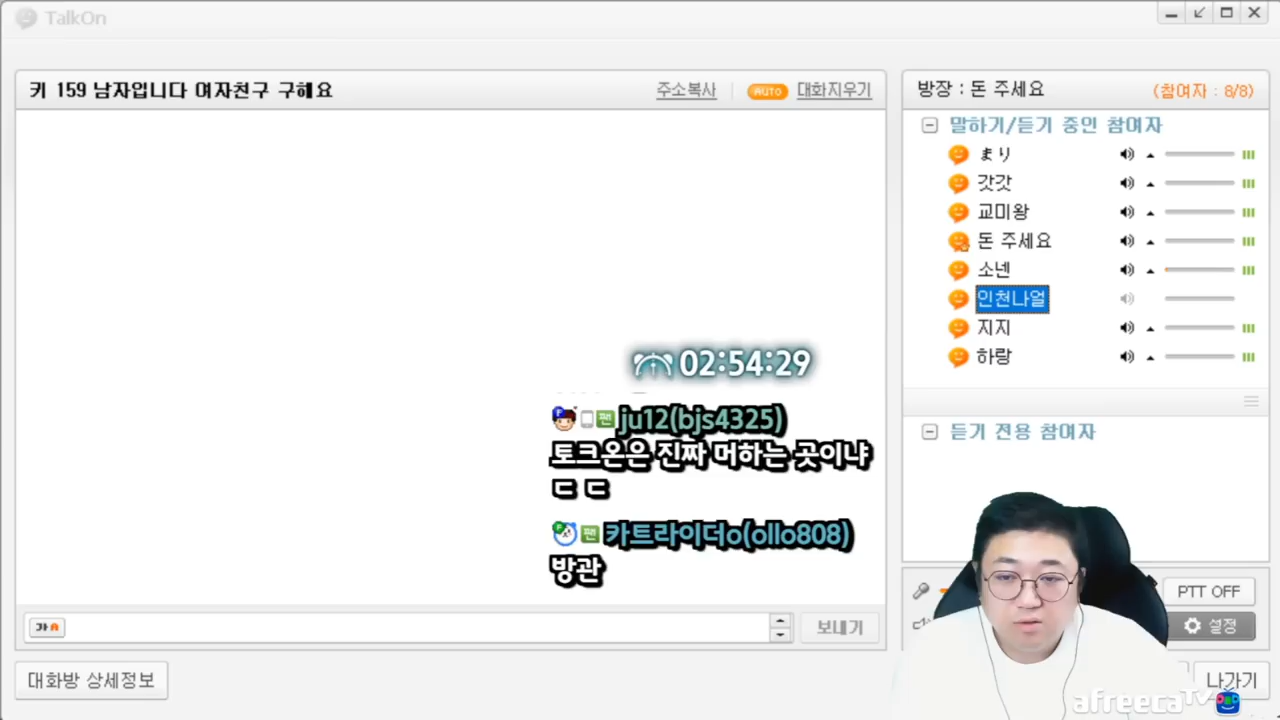 TalkOn
키 159 남자입니다 여자친구 구해요
주소복사
AUTO
대화지우기
방장 : 돈 주세요
(참여자 : 8/8)
말하기/듣기 중인 참여자
まり
갓갓
교미왕
돈 주세요
소넨
인천나얼
지지
하랑
02:54:29
팬 ju12(bjs4325)
토크온은 진짜 머하는 곳이냐
ㄷ ㄷ
팬 카트라이더o(ollo808)
방관
듣기 전용 참여자
PTT OFF
설정
가
보내기
대화방 상세정보
나가기
afreecaTV